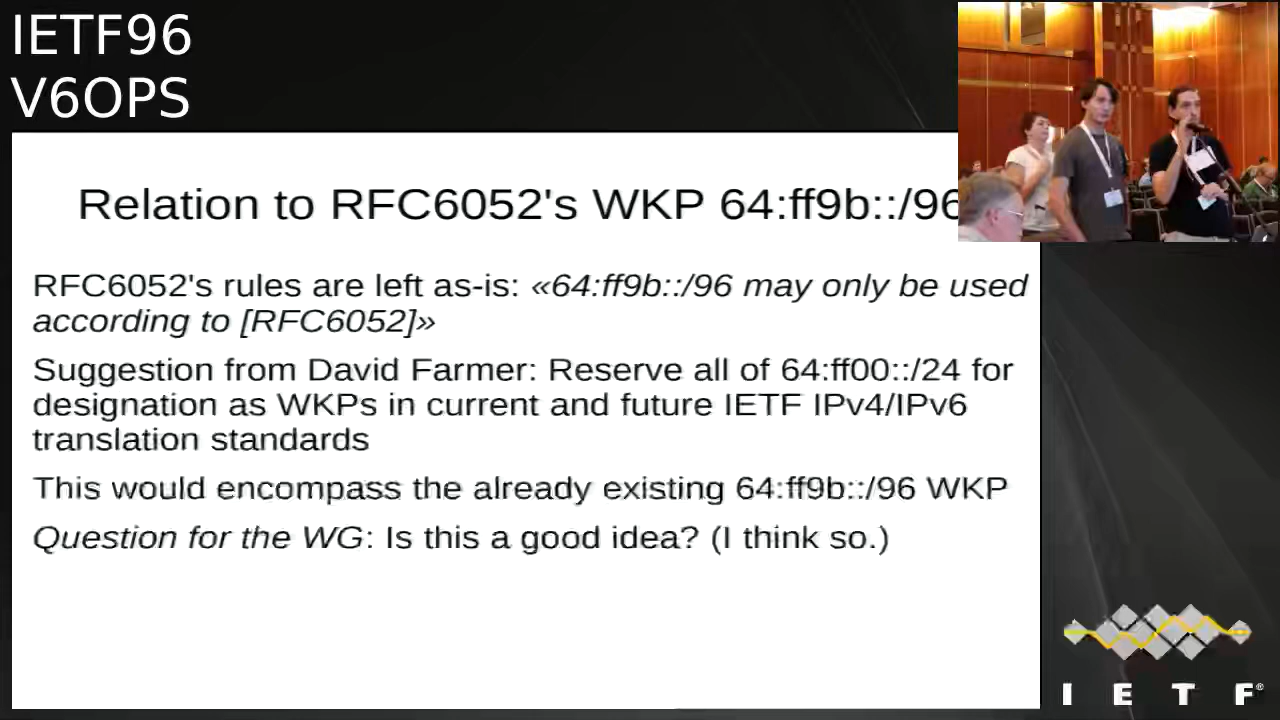 IETF96
V6OPS
Relation to RFC6052's WKP 64:ff9b::/96
RFC6052's rules are left as-is: «64:ff9b::/96 may only be used
according to [RFC6052]»
Suggestion from David Farmer: Reserve all of 64:ff00::/24 for
designation as WKPs in current and future IETF IPv4/IPv6
translation standards
This would encompass the already existing 64:ff9b::/96 WKP
Question for the WG: Is this a good idea? (I think so.)
I E T F®